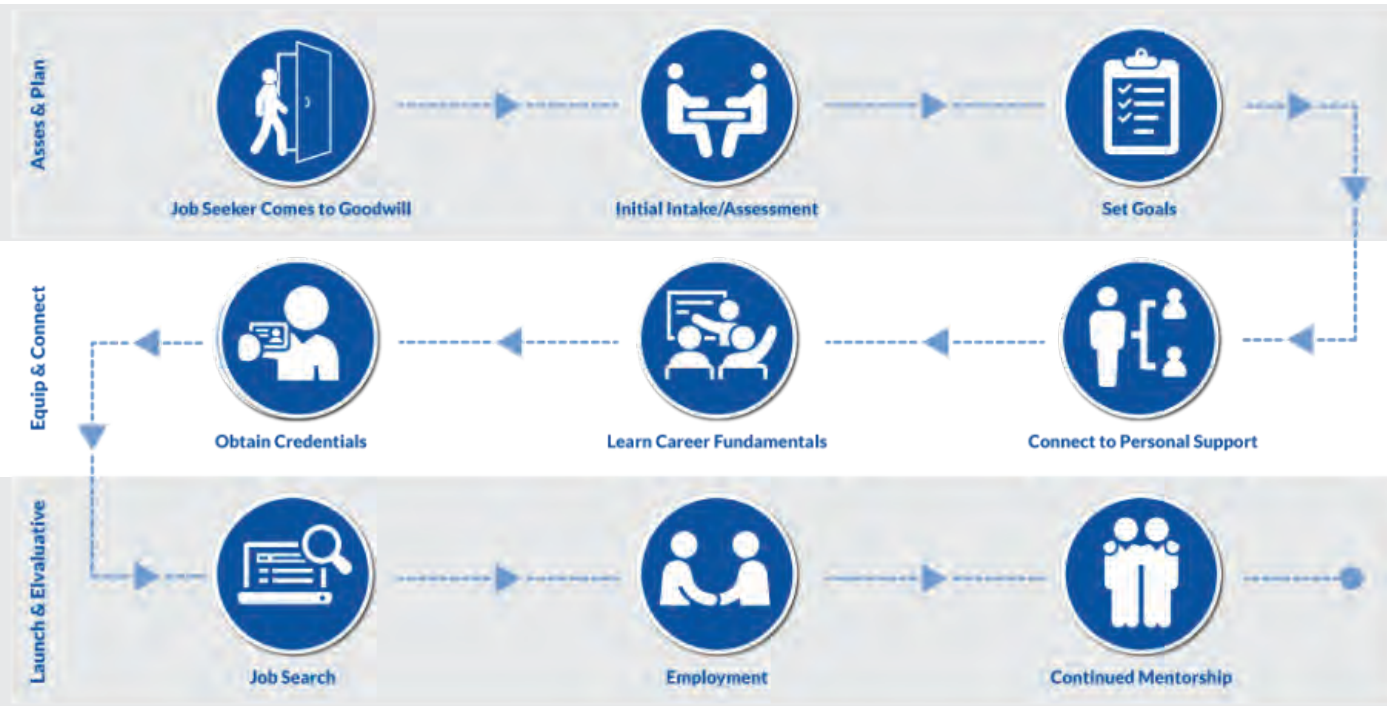 Asses & Plan
Job Seeker Comes to Goodwill
Initial Intake/Assessment
Set Goals
Equip & Connect
Obtain Credentials
Learn Career Fundamentals
Connect to Personal Support
Launch & Elvaluative
Job Search
Employment
Continued Mentorship